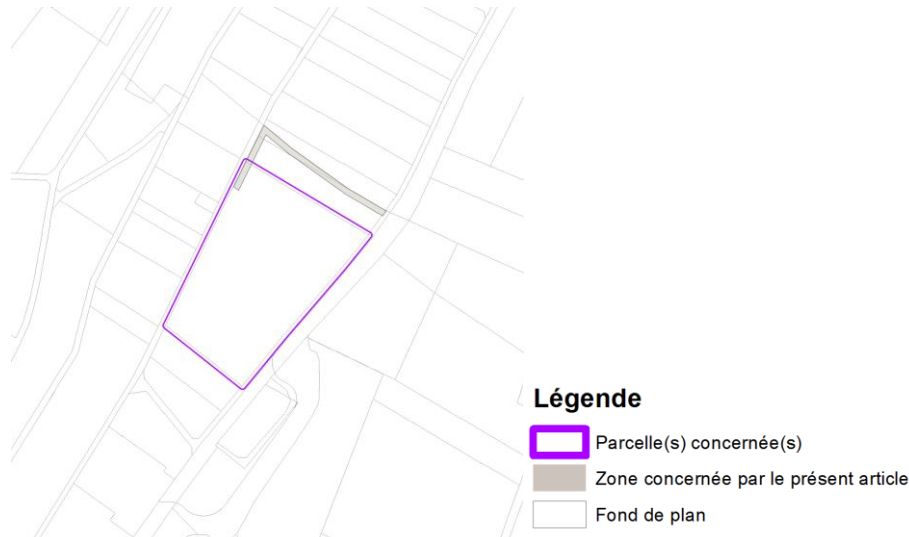 Légende
Parcelle(s) concernée(s)
Zone concernée par le présent article
Fond de plan